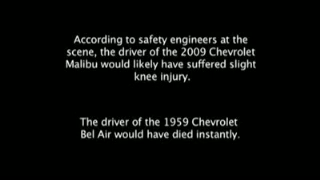 According to safety engineers at the
scene, the driver of the 2009 Chevrolet
Malibu would likely have suffered slight
knee injury.
The driver of the 1959 Chevrolet
Bel Air would have died instantly.